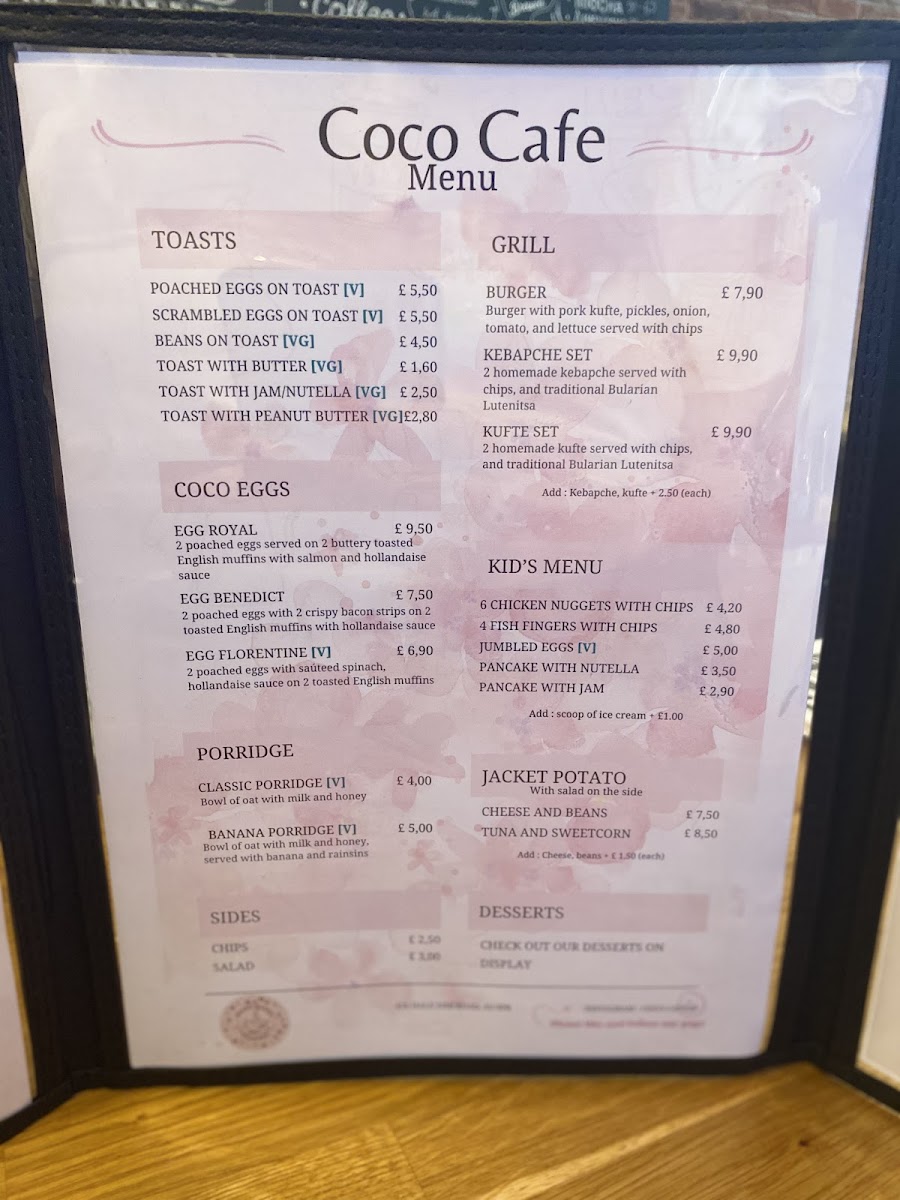 Coffee
Coco Cafe
Menu
TOASTS
POACHED EGGS ON TOAST [V] £ 5,50
SCRAMBLED EGGS ON TOAST [V] £ 5,50
BEANS ON TOAST [VG] £ 4,50
TOAST WITH BUTTER [VG] £ 1,60
TOAST WITH JAM/NUTELLA [VG] £ 2,50
TOAST WITH PEANUT BUTTER [VG]£2,80
COCO EGGS
EGG ROYAL £ 9,50
2 poached eggs served on 2 buttery toasted
English muffins with salmon and hollandaise
sauce
EGG BENEDICT £ 7,50
2 poached eggs with 2 crispy bacon strips on 2
toasted English muffins with hollandaise sauce
EGG FLORENTINE [V] £ 6,90
2 poached eggs with sauteed spinach,
hollandaise sauce on 2 toasted English muffins
PORRIDGE
CLASSIC PORRIDGE [V] £ 4,00
Bowl of oat with milk and honey
BANANA PORRIDGE [V] £ 5,00
Bowl of oat with milk and honey,
served with banana and rainsins
SIDES
CHIPS £ 2,50
SALAD £ 3,00
GRILL
BURGER £ 7,90
Burger with pork kufte, pickles, onion,
tomato, and lettuce served with chips
KEBAPCHE SET £ 9,90
2 homemade kebapche served with
chips, and traditional Bularian
Lutenitsa
KUFTE SET £ 9,90
2 homemade kufte served with chips,
and traditional Bularian Lutenitsa
Add : Kebapche, kufte + 2.50 (each)
KID'S MENU
6 CHICKEN NUGGETS WITH CHIPS £ 4,20
4 FISH FINGERS WITH CHIPS £ 4,80
JUMBLED EGGS [V] £ 5,00
PANCAKE WITH NUTELLA £ 3,50
PANCAKE WITH JAM £ 2,90
Add : scoop of ice cream + £1.00
JACKET POTATO
With salad on the side
CHEESE AND BEANS £ 7,50
TUNA AND SWEETCORN £ 8,50
Add : Cheese, beans + £ 1,50 (each)
DESSERTS
CHECK OUT OUR DESSERTS ON
DISPLAY